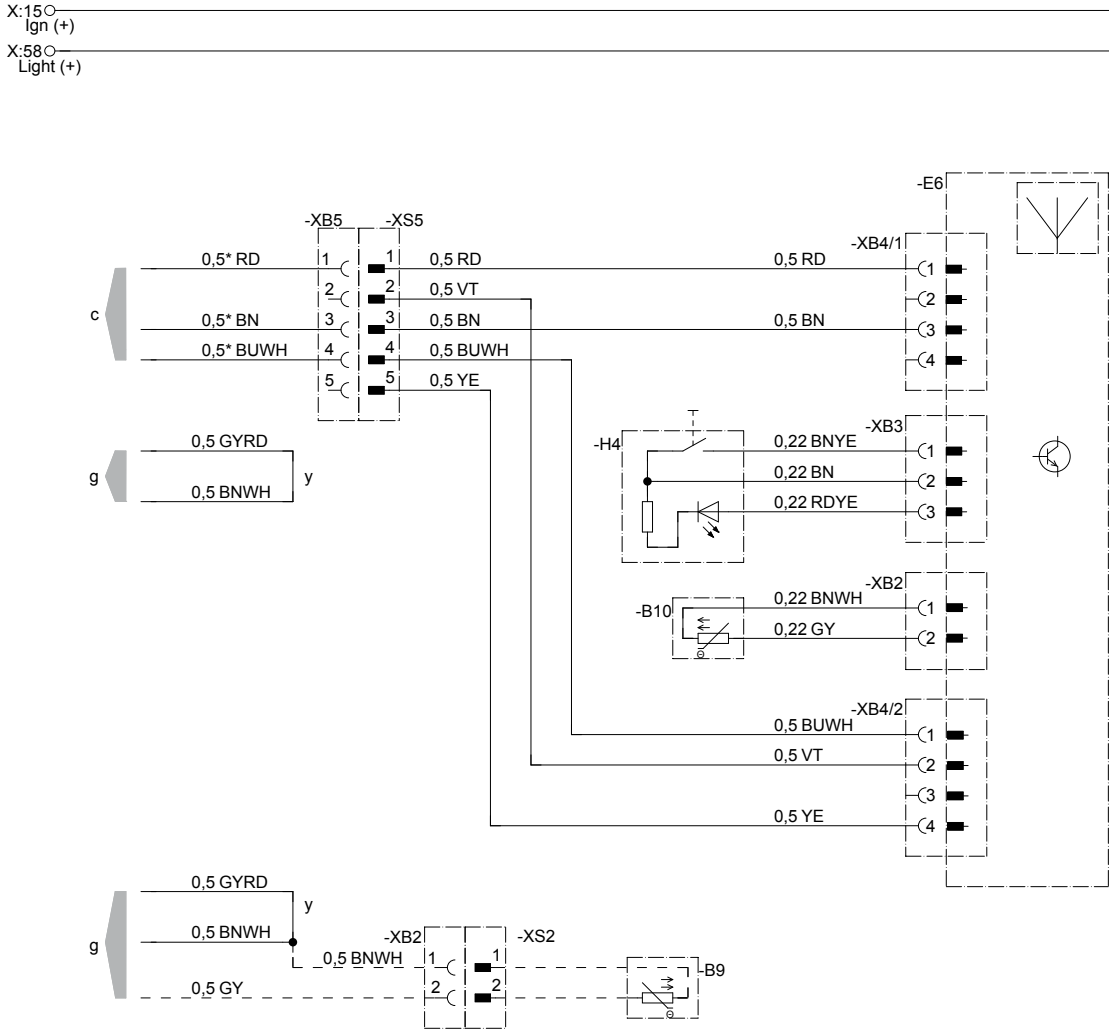 X:15
Ign (+)
X:58
Light (+)
-E6
-XB5 -XS5
-XB4/1
0,5* RD 1 1 0,5 RD 0,5 RD 1
2 2 0,5 VT 2
c 0,5* BN 3 3 0,5 BN 0,5 BN 3
0,5* BUWH 4 4 0,5 BUWH 4
5 5 0,5 YE
-XB3
-H4
0,5 GYRD 0,22 BNYE 1
g y 0,22 BN 2
0,5 BNWH 0,22 RDYE 3
-XB2
-B10 0,22 BNWH 1
0,22 GY 2
Θ
-XB4/2
0,5 BUWH 1
0,5 VT 2
3
0,5 YE 4
0,5 GYRD
y
g 0,5 BNWH -XB2 -XS2
0,5 BNWH 1 1 -B9
0,5 GY 2 2
Θ